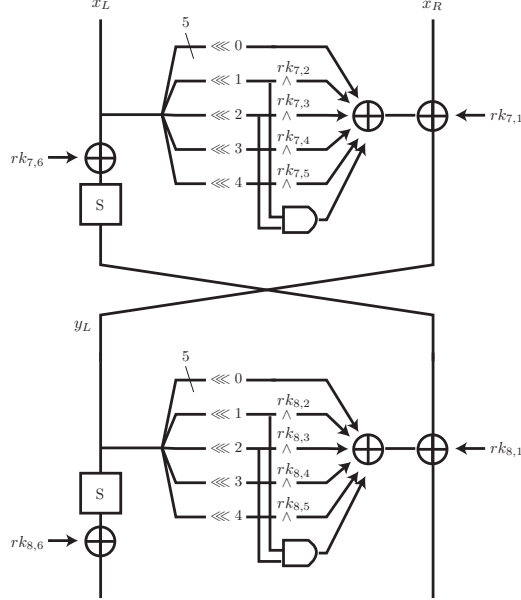 x_L x_R
5
⋘ 0
⋘ 1 rk_{7,2}
∧
⋘ 2 rk_{7,3} rk_{7,1}
∧
⋘ 3 rk_{7,4}
∧
rk_{7,6}
⋘ 4 rk_{7,5}
∧
S
y_L
5
⋘ 0
⋘ 1 rk_{8,2}
∧
⋘ 2 rk_{8,3} rk_{8,1}
∧
⋘ 3 rk_{8,4}
∧
S
⋘ 4 rk_{8,5}
∧
rk_{8,6}